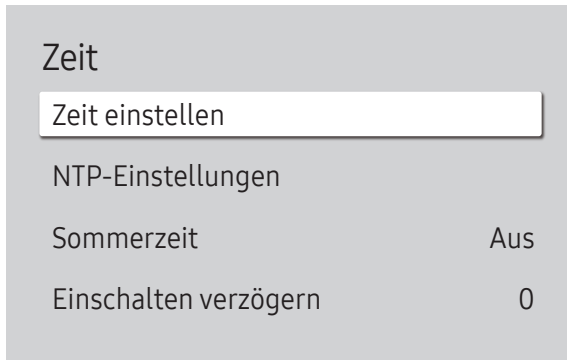 Zeit
Zeit einstellen
NTP-Einstellungen
Sommerzeit Aus
Einschalten verzögern 0